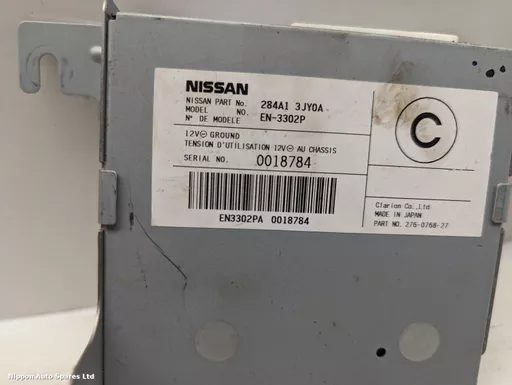 NISSAN
NISSAN PART No. 284A1 3JY0A
MODEL NO. EN-3302P
N° DE MODELE
12V⊖ GROUND
TENSION D'UTILISATION 12V⊖ AU CHASSIS
SERIAL NO. 0018784
EN3302PA 0018784
C
Clarion Co., Ltd.
MADE IN JAPAN
PART NO. 276-0768-27
Nippon Auto Spares Ltd